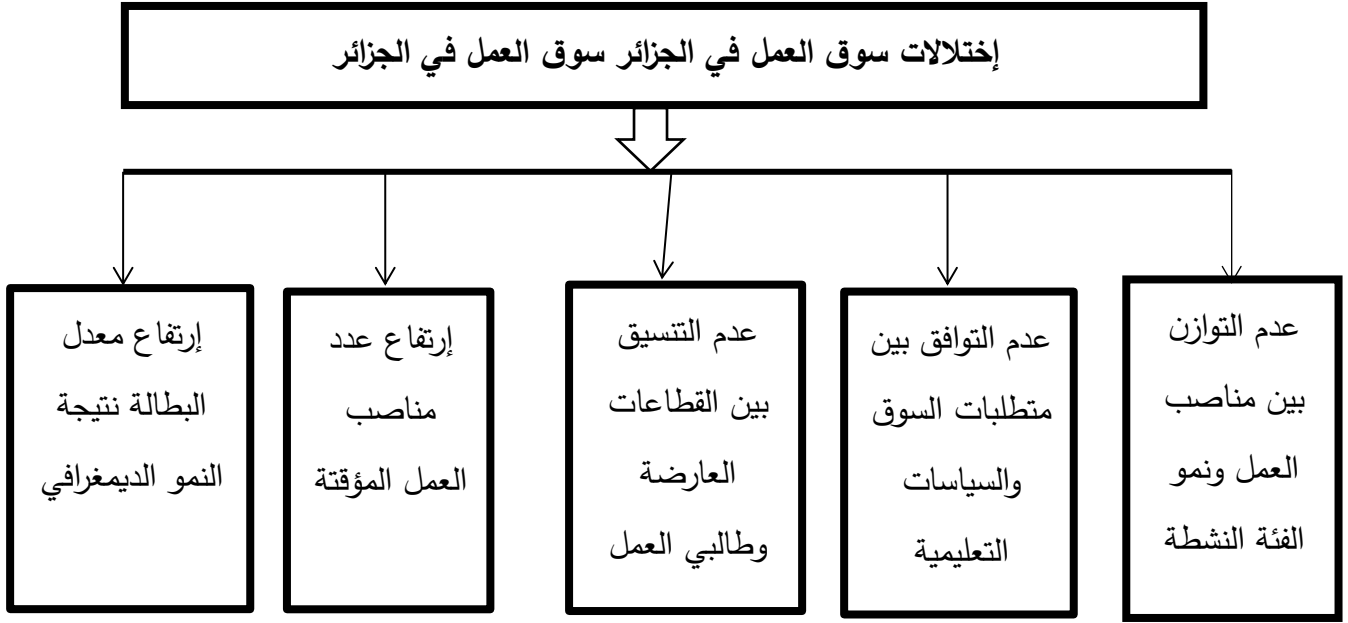 إختلالات سوق العمل في الجزائر سوق العمل في الجزائر
عدم التوازن
بين مناصب
العمل ونمو
الفئة النشطة
عدم التوافق بين
متطلبات السوق
والسياسات
التعليمية
عدم التنسيق
بين القطاعات
العارضة
وطالبي العمل
إرتفاع عدد
مناصب
العمل المؤقتة
إرتفاع معدل
البطالة نتيجة
النمو الديمغرافي